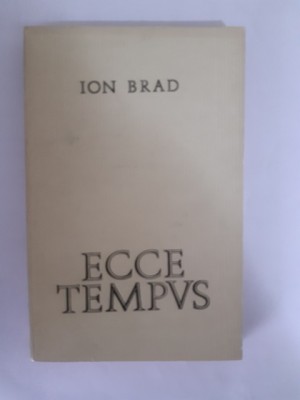 ION BRAD
ECCE
TEMPVS